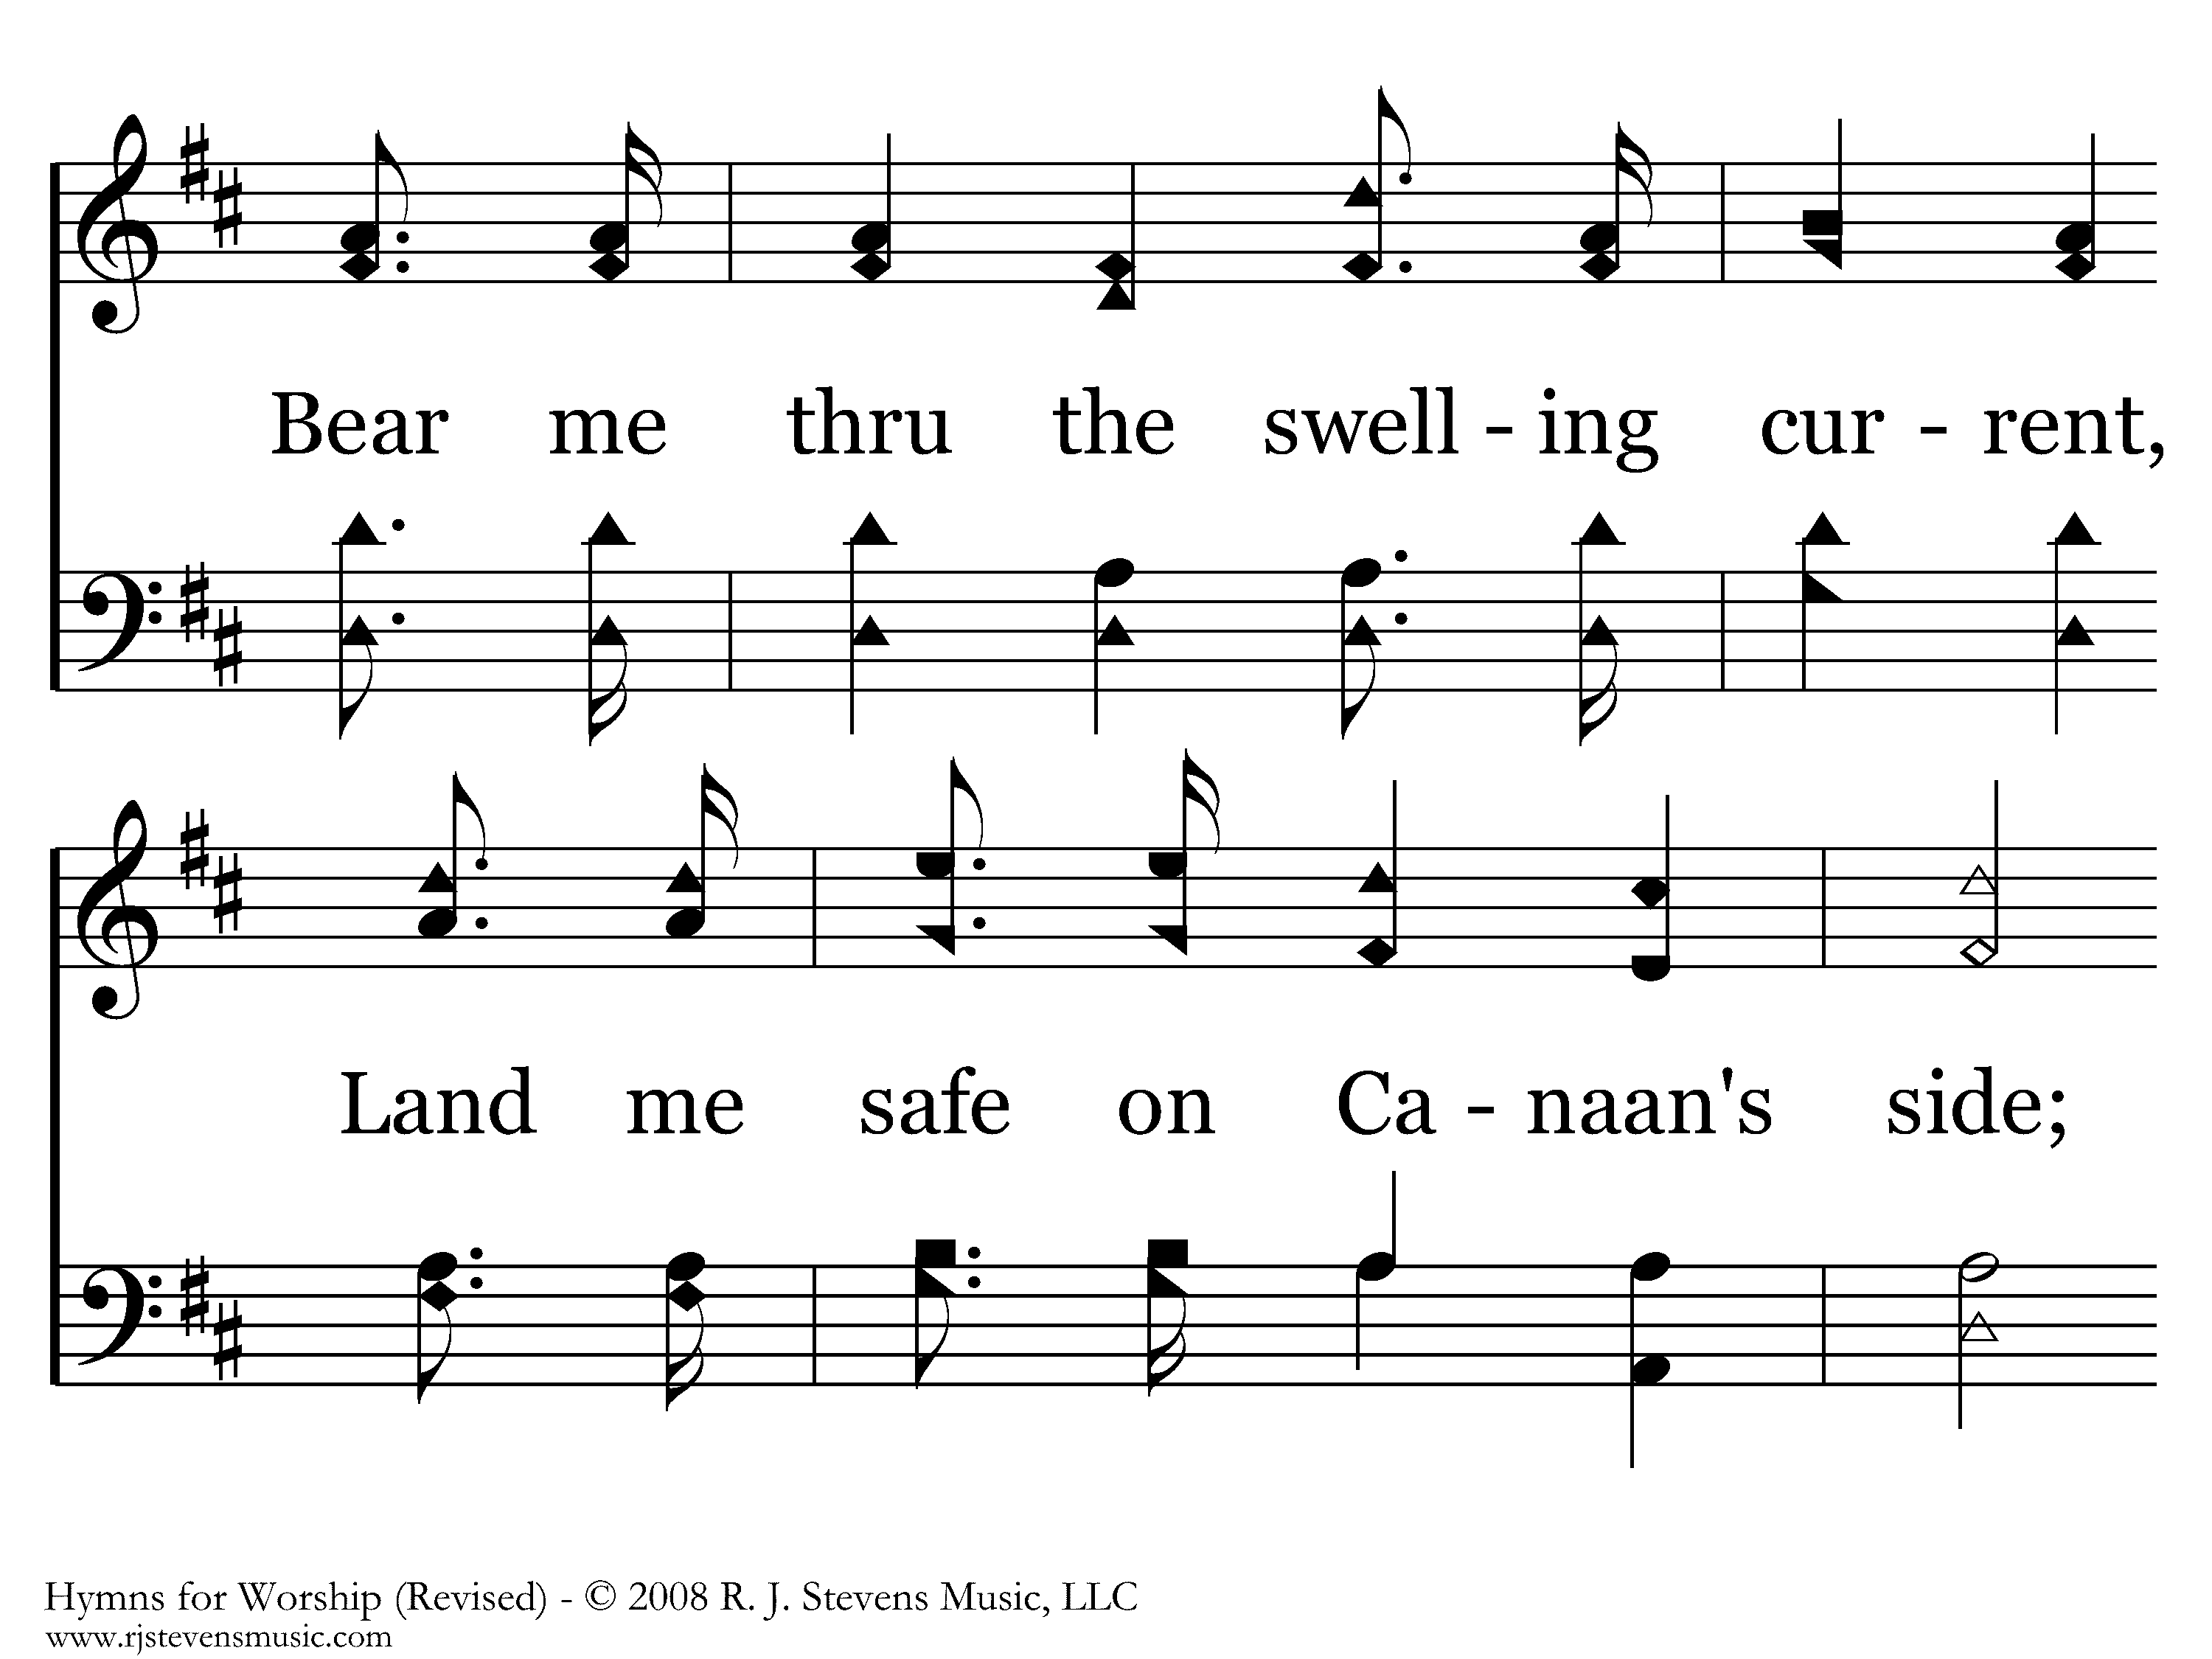 Bear me thru the swell - ing cur - rent,
Land me safe on Ca - naan's side;
Hymns for Worship (Revised) - © 2008 R. J. Stevens Music, LLC
www.rjstevensmusic.com